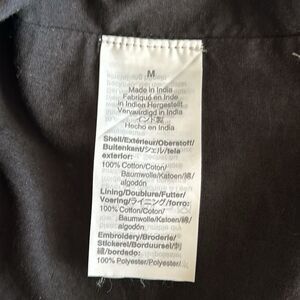 M
Made in India
Fabriqué en Inde
in Indien Hergestellt
Vervaardigd in India
インド製
Hecho en India
Shell/Extérieur/Oberstoff/
Buitenkant/シェル/tela
exterior:
100% Cotton/Coton/
Baumwolle/Katoen/綿/
algodón
Lining/Doublure/Futter/
Voering/ライニング/forro:
100% Cotton/Coton/
Baumwolle/Katoen/綿/
algodón
Embroidery/Broderie/
Stickerei/Borduursel/刺
繍/bordado:
100% Polyester/Polyester/